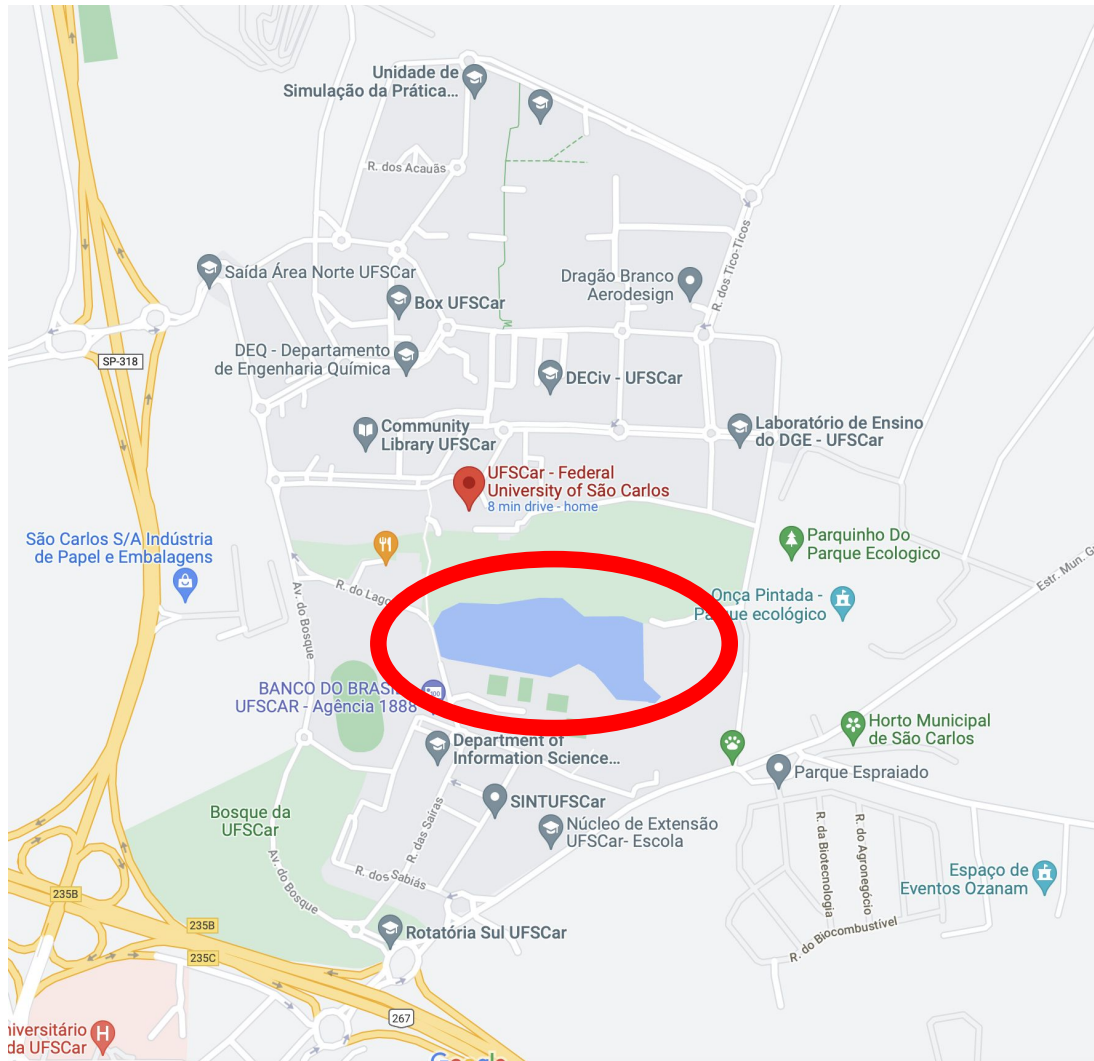 Unidade de
Simulação da Prática...
R. dos Acauãs
R. dos Tico-Ticos
Saída Área Norte UFSCar
Dragão Branco
Aerodesign
Box UFSCar
SP-318
DEQ - Departamento
de Engenharia Química
DECiv - UFSCar
Community
Library UFSCar
Laboratório de Ensino
do DGE - UFSCar
UFSCar - Federal
University of São Carlos
8 min drive - home
São Carlos S/A Indústria
de Papel e Embalagens
Parquinho Do
Parque Ecologico
Estr. Mun. G
R. do Lago
Onça Pintada -
Parque ecológico
Av. do Bosque
BANCO DO BRASIL
UFSCAR - Agência 1888
Department of
Information Science...
Horto Municipal
de São Carlos
Parque Espraiado
SINTUFSCar
Bosque da
UFSCar
R. das Saíras
Núcleo de Extensão
UFSCar- Escola
R. da Biotecnologia
R. do Agronegócio
Av. do Bosque
R. dos Sabiás
Espaço de
Eventos Ozanam
235B
235B
Rotatória Sul UFSCar
R. do Biocombustível
235C
267
niversitário
da UFSCar
H
Google